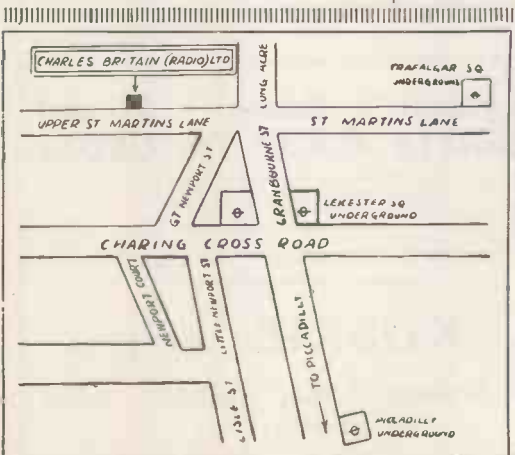 CHARLES BRITAIN (RADIO) LTD
LONG ACRE
TRAFALGAR SQ
UNDERGROUND
UPPER ST MARTINS LANE
ST MARTINS LANE
GT NEWPORT ST
CRANBOURNE ST
LEICESTER SQ
UNDERGROUND
CHARING CROSS ROAD
NEWPORT COURT
LITTLE NEWPORT ST
TO PICCADILLY
LISLE ST
PICCADILLY
UNDERGROUND